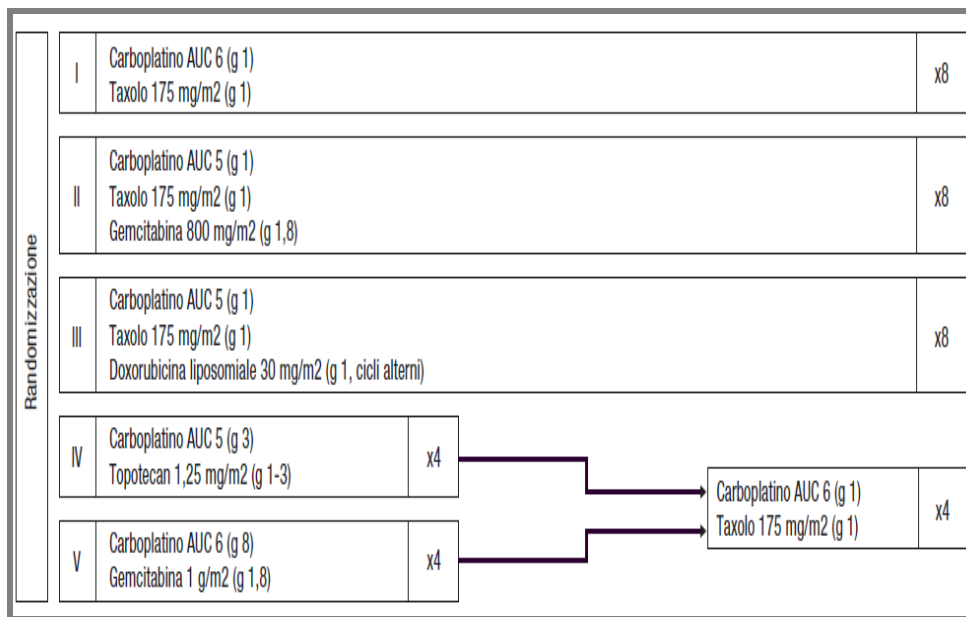 Randomizzazione
I
Carboplatino AUC 6 (g 1)
Taxolo 175 mg/m2 (g 1)
x8
II
Carboplatino AUC 5 (g 1)
Taxolo 175 mg/m2 (g 1)
Gemcitabina 800 mg/m2 (g 1,8)
x8
III
Carboplatino AUC 5 (g 1)
Taxolo 175 mg/m2 (g 1)
Doxorubicina liposomiale 30 mg/m2 (g 1, cicli alterni)
x8
IV
Carboplatino AUC 5 (g 3)
Topotecan 1,25 mg/m2 (g 1-3)
x4
V
Carboplatino AUC 6 (g 8)
Gemcitabina 1 g/m2 (g 1,8)
x4
Carboplatino AUC 6 (g 1)
Taxolo 175 mg/m2 (g 1)
x4